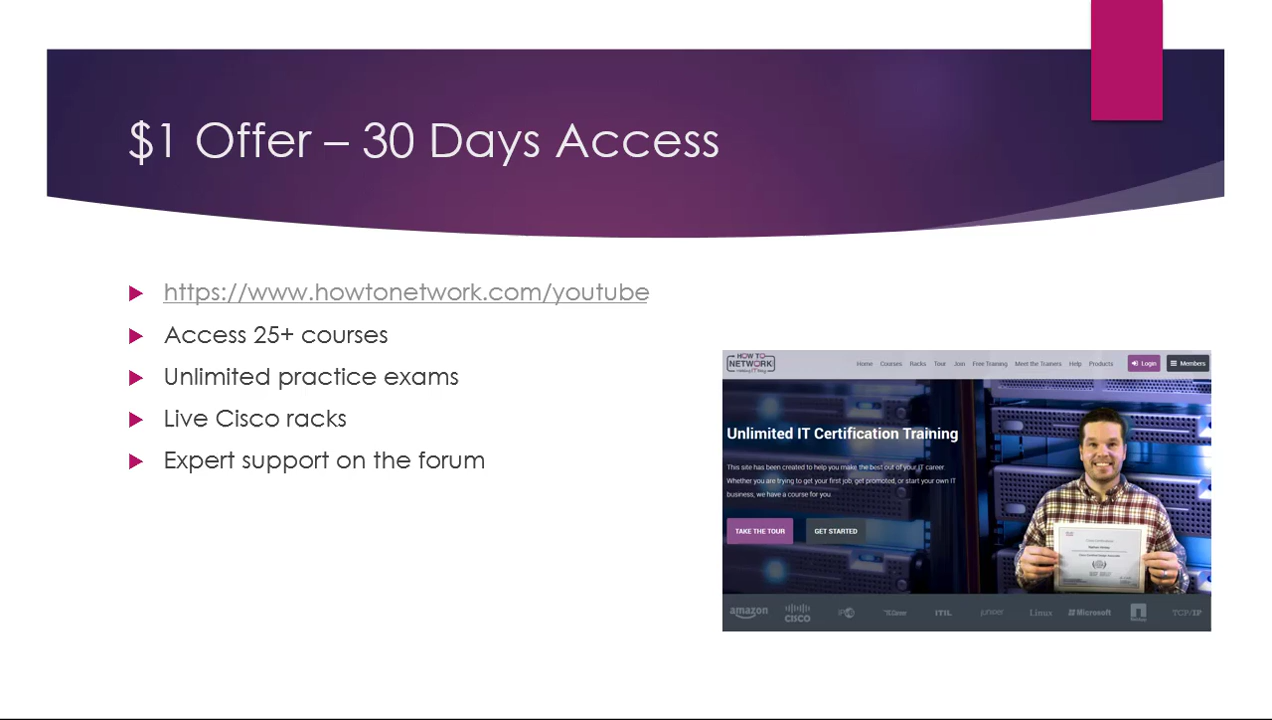 $1 Offer – 30 Days Access
https://www.howtonetwork.com/youtube
Access 25+ courses
Unlimited practice exams
Live Cisco racks
Expert support on the forum
HOW TO
NETWORK
Home Courses Racks Tour Join Free Training Meet the Trainers Help Products Login Members
Unlimited IT Certification Training
This site has been created to help you make the best out of your IT career
Whether you are trying to get your first job, get promoted, or start your own IT
business, we have a course for you
TAKE THE TOUR GET STARTED
amazon CISCO ITIL juniper Linux Microsoft TCP/IP